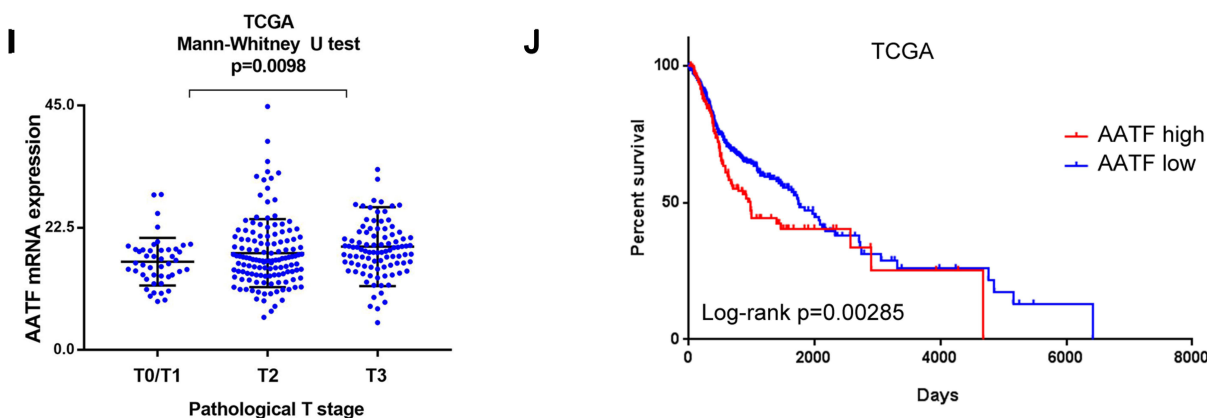 I
TCGA
Mann-Whitney U test
p=0.0098
AATF mRNA expression
45.0
22.5
0.0
T0/T1 T2 T3
Pathological T stage
J
TCGA
Percent survival
100
50
0
AATF high
AATF low
Log-rank p=0.00285
0 2000 4000 6000 8000
Days